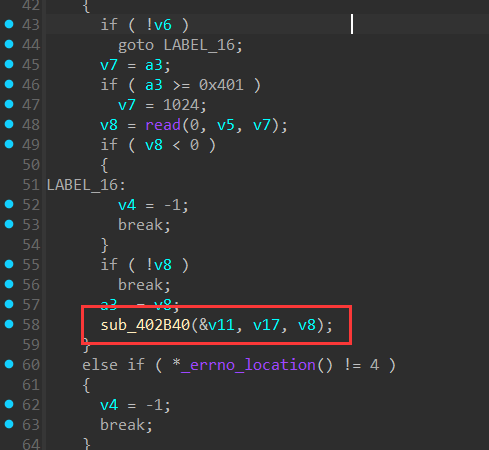 42 {
43 if ( !v6 )
44 goto LABEL_16;
45 v7 = a3;
46 if ( a3 >= 0x401 )
47 v7 = 1024;
48 v8 = read(0, v5, v7);
49 if ( v8 < 0 )
50 {
51 LABEL_16:
52 v4 = -1;
53 break;
54 }
55 if ( !v8 )
56 break;
57 a3 = v8;
58 sub_402B40(&v11, v17, v8);
59 }
60 else if ( *_errno_location() != 4 )
61 {
62 v4 = -1;
63 break;
64 }